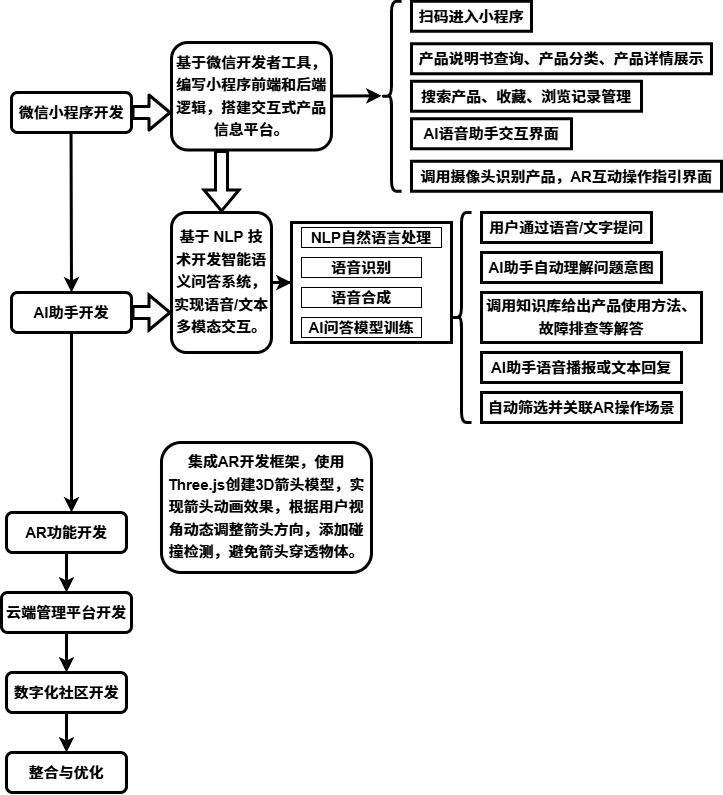 微信小程序开发
基于微信开发者工具，
编写小程序前端和后端
逻辑，搭建交互式产品
信息平台。
扫码进入小程序
产品说明书查询、产品分类、产品详情展示
搜索产品、收藏、浏览记录管理
AI语音助手交互界面
调用摄像头识别产品，AR互动操作指引界面
AI助手开发
基于 NLP 技
术开发智能语
义问答系统，
实现语音/文本
多模态交互。
NLP自然语言处理
语音识别
语音合成
AI问答模型训练
用户通过语音/文字提问
AI助手自动理解问题意图
调用知识库给出产品使用方法、
故障排查等解答
AI助手语音播报或文本回复
自动筛选并关联AR操作场景
AR功能开发
集成AR开发框架，使用
Three.js创建3D箭头模型，实
现箭头动画效果，根据用户视
角动态调整箭头方向，添加碰
撞检测，避免箭头穿透物体。
云端管理平台开发
数字化社区开发
整合与优化